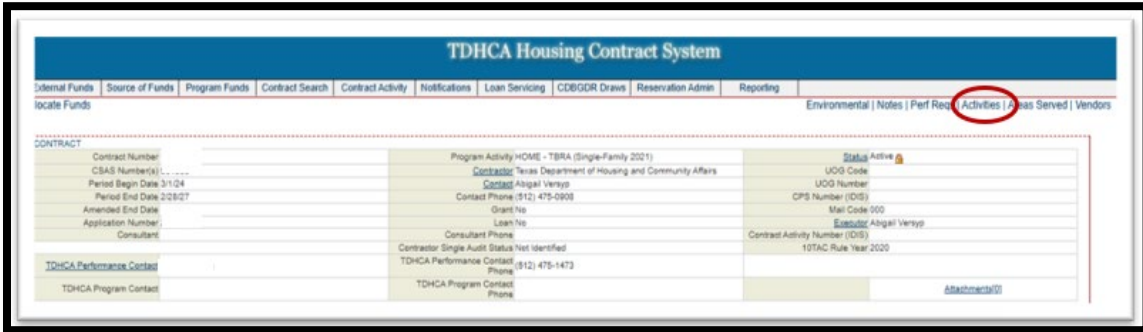 TDHCA Housing Contract System
External Funds | Source of Funds | Program Funds | Contract Search | Contract Activity | Notifications | Loan Servicing | CDBGDR Draws | Reservation Admin | Reporting
locate Funds Environmental | Notes | Perf Req | Activities | Areas Served | Vendors
CONTRACT
Contract Number Program Activity HOME - TBRA (Single-Family 2021) Status Active
CSAS Number(s) Contractor Texas Department of Housing and Community Affairs UOG Code
Period Begin Date 3/1/24 Contact Abigail Versyp UOG Number
Period End Date 2/28/27 Contact Phone (512) 475-0908 CPS Number (IDIS)
Amended End Date Grant No Mail Code 000
Application Number Loan No Executor Abigail Versyp
Consultant Consultant Phone Contract Activity Number (IDIS)
Contractor Single Audit Status Not Identified 10TAC Rule Year 2020
TDHCA Performance Contact TDHCA Performance Contact Phone (512) 475-1473
TDHCA Program Contact TDHCA Program Contact Phone Attachments[0]